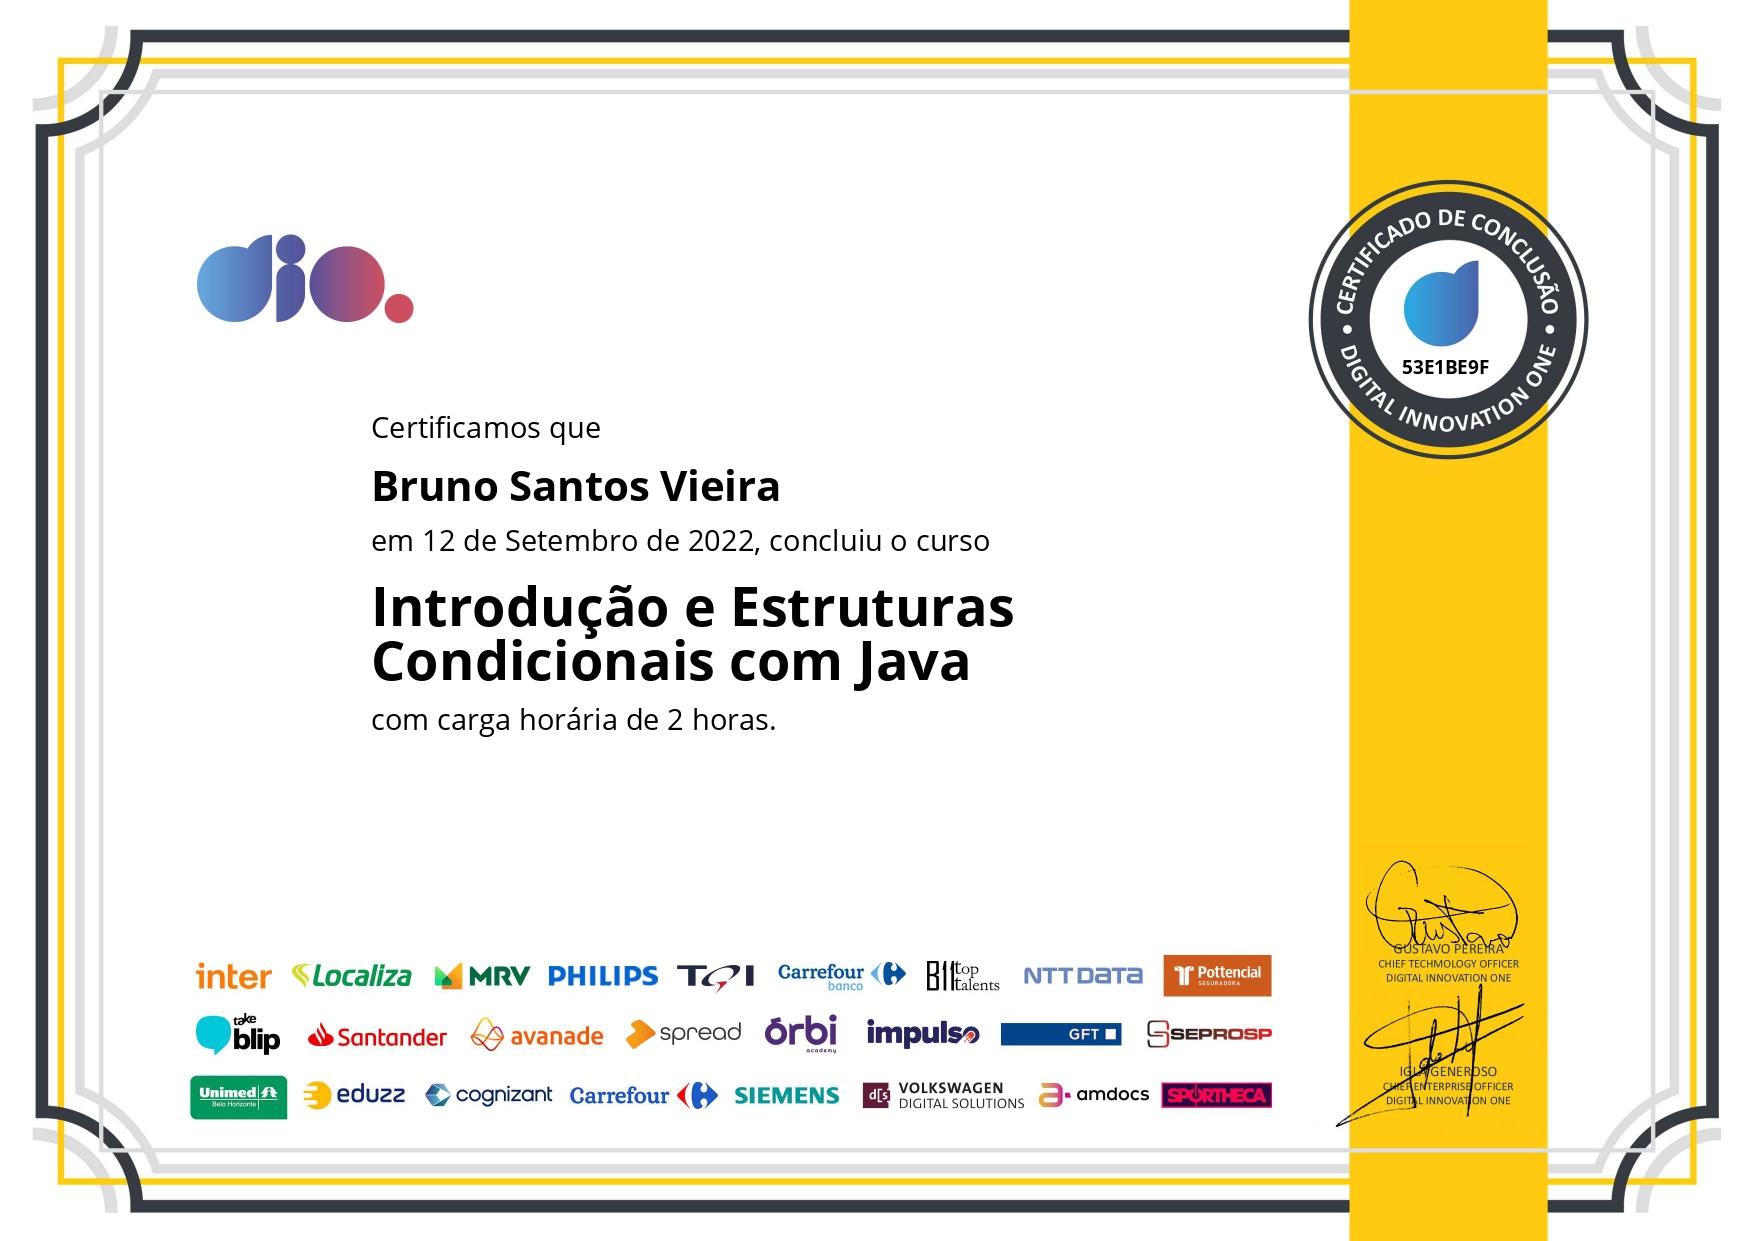 dio.
CERTIFICADO DE CONCLUSÃO
53E1BE9F
DIGITAL INNOVATION ONE
Certificamos que
Bruno Santos Vieira
em 12 de Setembro de 2022, concluiu o curso
Introdução e Estruturas
Condicionais com Java
com carga horária de 2 horas.
Gustavo
GUSTAVO PEREIRA
CHIEF TECHNOLOGY OFFICER
DIGITAL INNOVATION ONE
IGLA GENEROSO
CHIEF ENTERPRISE OFFICER
DIGITAL INNOVATION ONE
inter Localiza MRV PHILIPS TQI Carrefour banco top talents NTT DATA Pottencial SEGURADORA
take blip Santander avanade spread órbi academy impulso GFT SEPROSP
Unimed Belo Horizonte eduzz cognizant Carrefour SIEMENS d[s] VOLKSWAGEN DIGITAL SOLUTIONS amdocs SPORTHECA